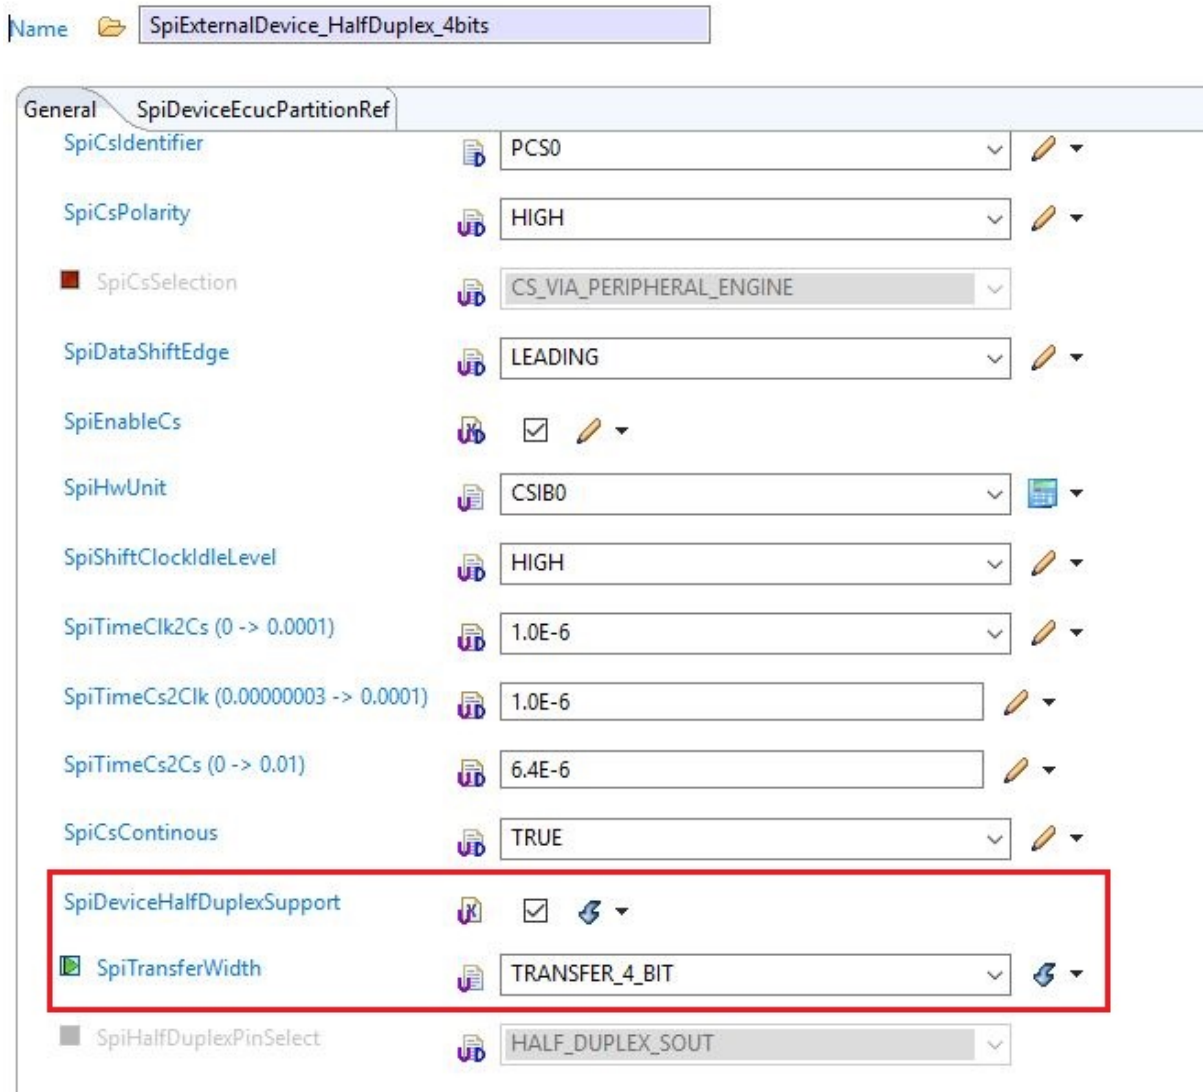 Name SpiExternalDevice_HalfDuplex_4bits
General SpiDeviceEcucPartitionRef
SpiCsIdentifier PCS0
SpiCsPolarity HIGH
SpiCsSelection CS_VIA_PERIPHERAL_ENGINE
SpiDataShiftEdge LEADING
SpiEnableCs
SpiHwUnit CSIB0
SpiShiftClockIdleLevel HIGH
SpiTimeClk2Cs (0 -> 0.0001) 1.0E-6
SpiTimeCs2Clk (0.00000003 -> 0.0001) 1.0E-6
SpiTimeCs2Cs (0 -> 0.01) 6.4E-6
SpiCsContinous TRUE
SpiDeviceHalfDuplexSupport
SpiTransferWidth TRANSFER_4_BIT
SpiHalfDuplexPinSelect HALF_DUPLEX_SOUT